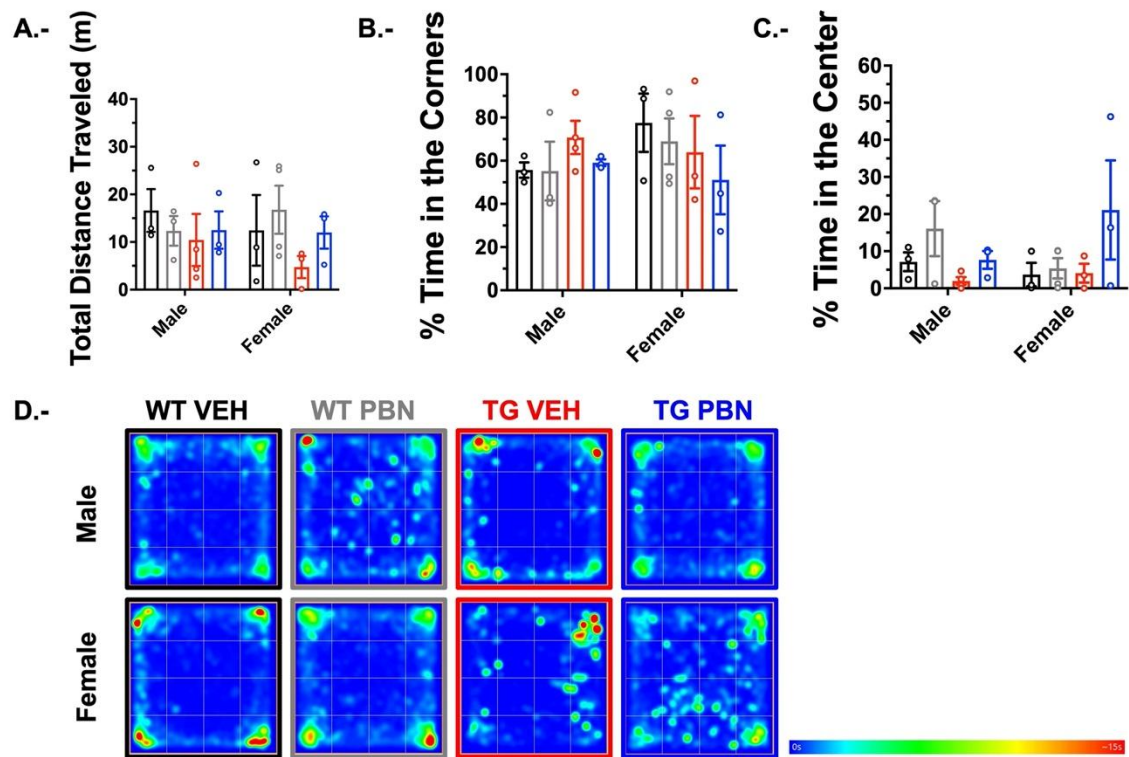 A.-
Total Distance Traveled (m)
40
30
20
10
0
Male
Female
B.-
% Time in the Corners
100
80
60
40
20
0
Male
Female
C.-
% Time in the Center
60
50
40
30
20
10
0
Male
Female
D.-
WT VEH
WT PBN
TG VEH
TG PBN
Male
Female
0s
~15s